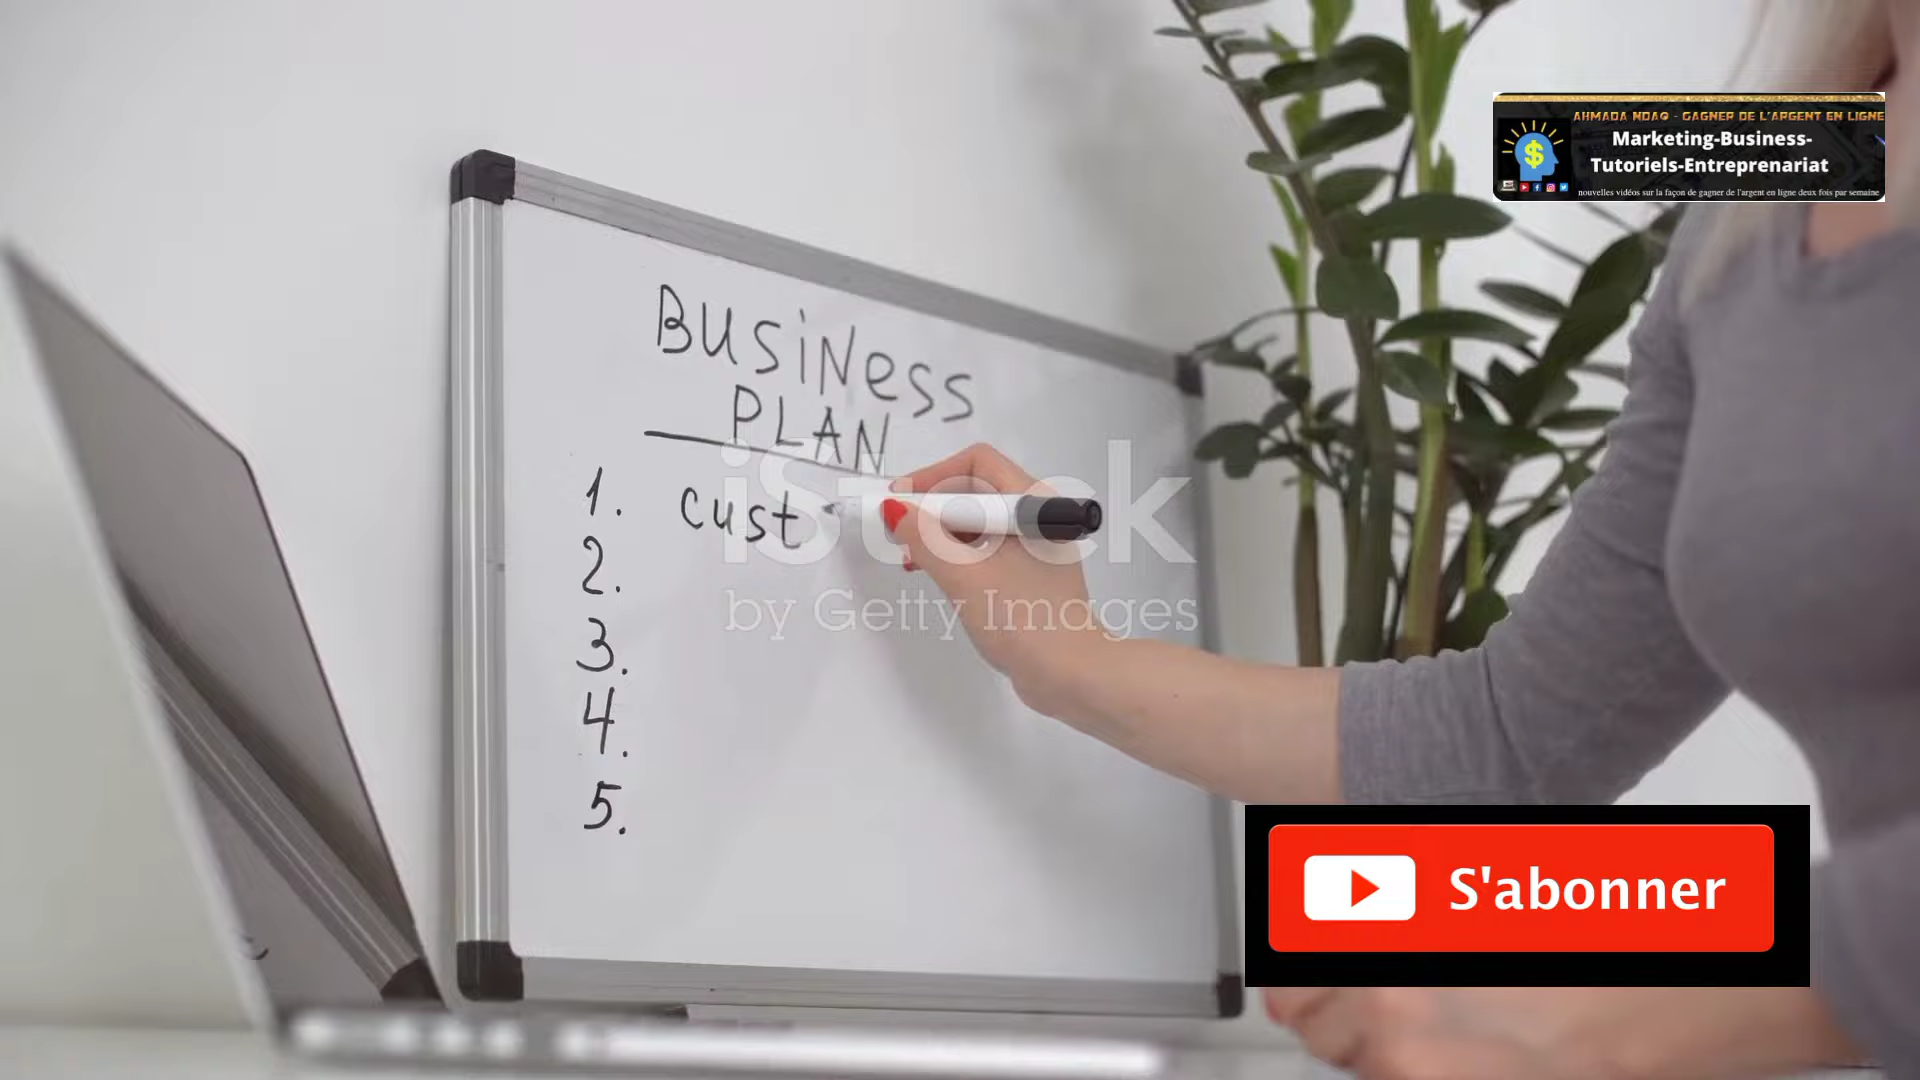 AHMADA NDAO - GAGNER DE L'ARGENT EN LIGNE
Marketing-Business-
Tutoriels-Entreprenariat
nouvelles vidéos sur la façon de gagner de l'argent en ligne deux fois par semaine
BUSiNeSS
PLAN
1. cust
2.
3.
4.
5.
iStock
by Getty Images
S'abonner